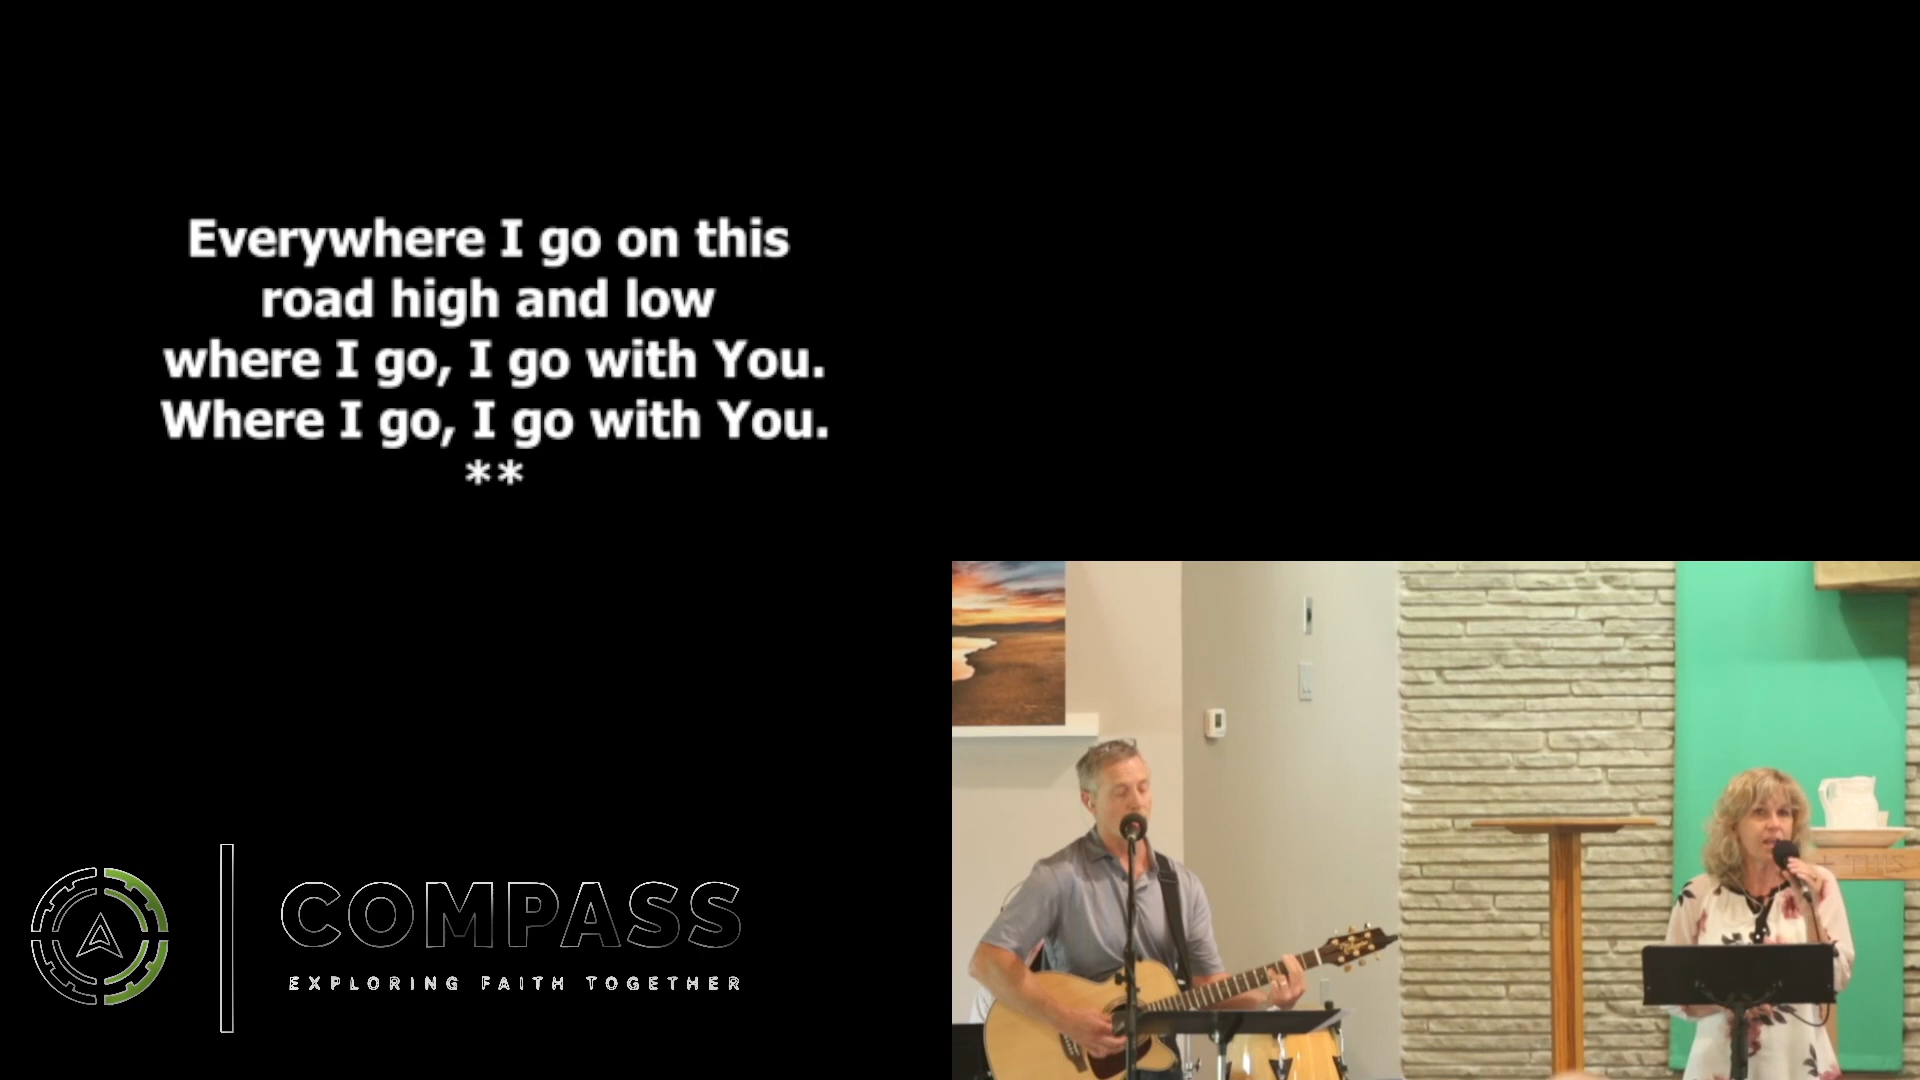 Everywhere I go on this
road high and low
where I go, I go with You.
Where I go, I go with You.
**
COMPASS
EXPLORING FAITH TOGETHER
THIS